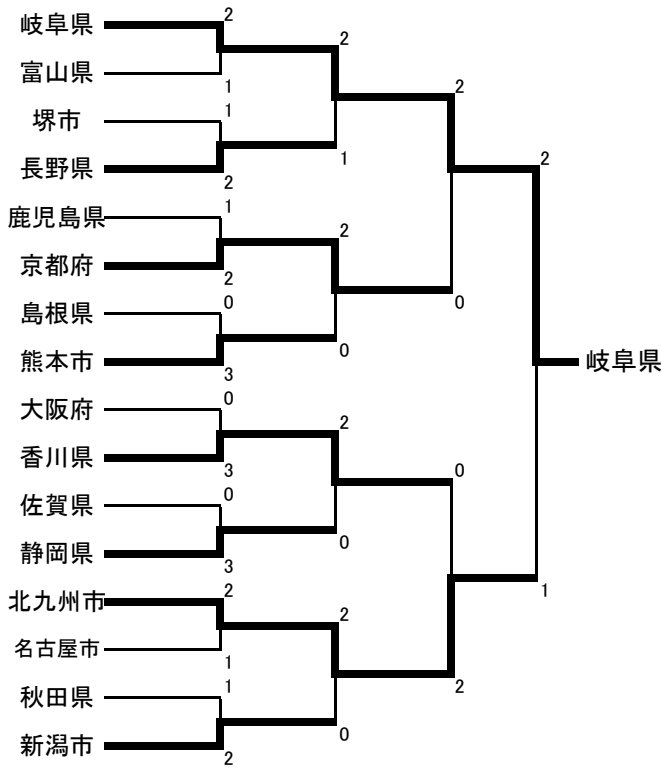 岐阜県
2
2
富山県
1
2
堺市
1
長野県
2
1
2
鹿児島県
1
2
京都府
2
0
島根県
0
熊本市
3
0
岐阜県
大阪府
0
2
香川県
3
0
佐賀県
0
静岡県
3
0
北九州市
2
1
名古屋市
1
2
秋田県
1
2
新潟市
2
0